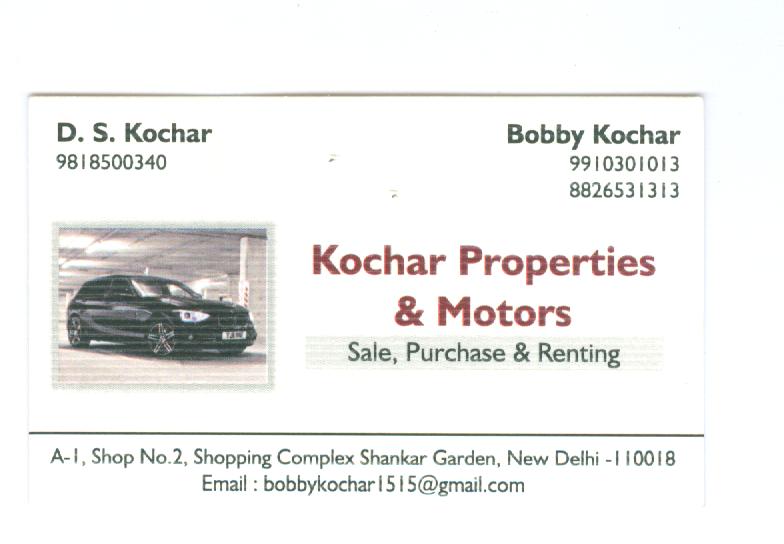 D. S. Kochar
9818500340
Bobby Kochar
9910301013
8826531313
Kochar Properties
& Motors
Sale, Purchase & Renting
A-1, Shop No.2, Shopping Complex Shankar Garden, New Delhi -110018
Email : bobbykochar1515@gmail.com